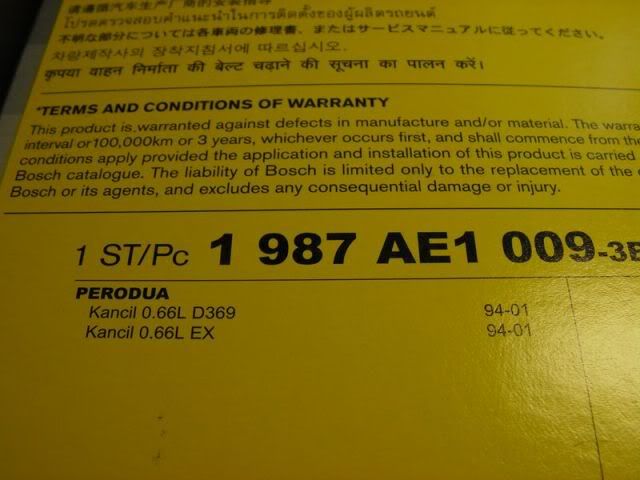 请遵循汽车生产厂商的安装指导
โปรดตรวจสอบคำแนะนำในการติดตั้งของผู้ผลิตรถยนต์
不明な部分については各車両の修理書、またはサービスマニュアルに従ってください。
차량제작사의 장착지침서에 따르십시오.
कृपया वाहन निर्माता की बेल्ट चढ़ाने की सूचना का पालन करें।
*TERMS AND CONDITIONS OF WARRANTY
This product is warranted against defects in manufacture and/or material. The warra
interval or100,000km or 3 years, whichever occurs first, and shall commence from the
conditions apply provided the application and installation of this product is carried
Bosch catalogue. The liability of Bosch is limited only to the replacement of the
Bosch or its agents, and excludes any consequential damage or injury.
1 ST/Pc 1 987 AE1 009-3B
PERODUA
Kancil 0.66L D369 94-01
Kancil 0.66L EX 94-01